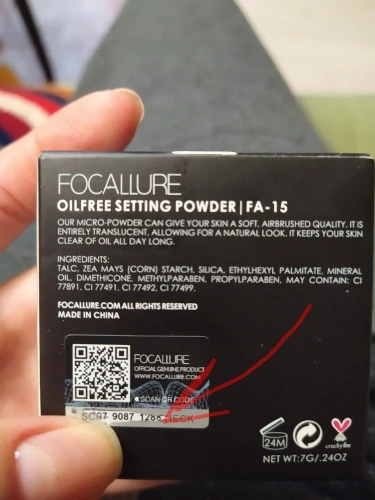 FOCALLURE
OILFREE SETTING POWDER | FA-15
OUR MICRO-POWDER CAN GIVE YOUR SKIN A SOFT, AIRBRUSHED QUALITY. IT IS
ENTIRELY TRANSLUCENT, ALLOWING FOR A NATURAL LOOK. IT KEEPS YOUR SKIN
CLEAR OF OIL ALL DAY LONG.
INGREDIENTS:
TALC, ZEA MAYS (CORN) STARCH, SILICA, ETHYLHEXYL PALMITATE, MINERAL
OIL, DIMETHICONE, METHYLPARABEN, PROPYLPARABEN, MAY CONTAIN: CI
77891, CI 77491, CI 77492, CI 77499.
FOCALLURE.COM ALL RIGHTS RESERVED
MADE IN CHINA
FOCALLURE
OFFICIAL GENUINE PRODUCT
WWW.FOCALLURE.COM
SCAN QR CODE
9087
24M
crueltyfree
NET WT:7G/.24OZ